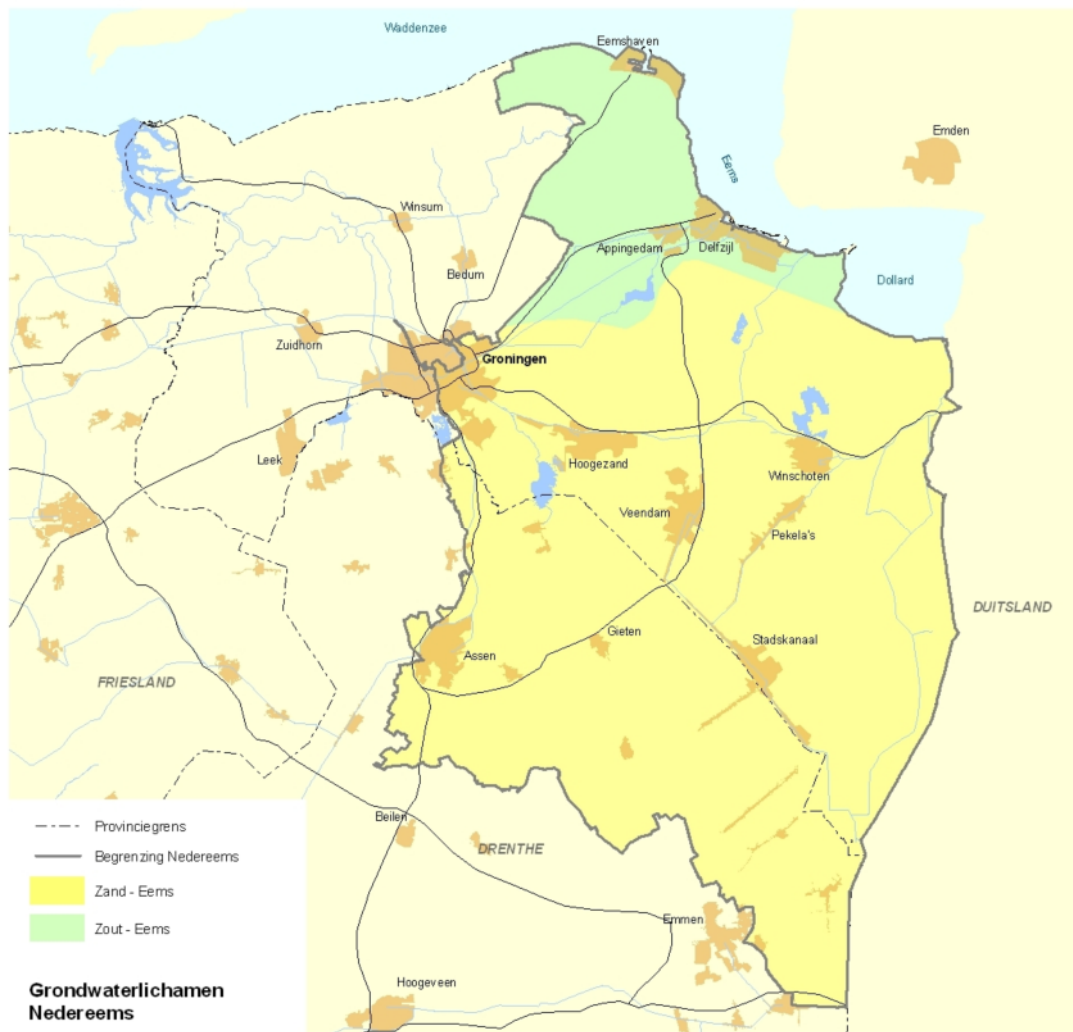 Waddenzee
Eemshaven
Emden
Eems
Winsum
Appingedam
Delfzijl
Bedum
Dollard
Zuidhorn
Groningen
Leek
Hoogezand
Winschoten
Veendam
Pekela's
DUITSLAND
Gieten
Stadskanaal
Assen
FRIESLAND
Beilen
DRENTHE
Emmen
Hoogeveen
Provinciegrens
Begrenzing Nedereems
Zand - Eems
Zout - Eems
Grondwaterlichamen
Nedereems